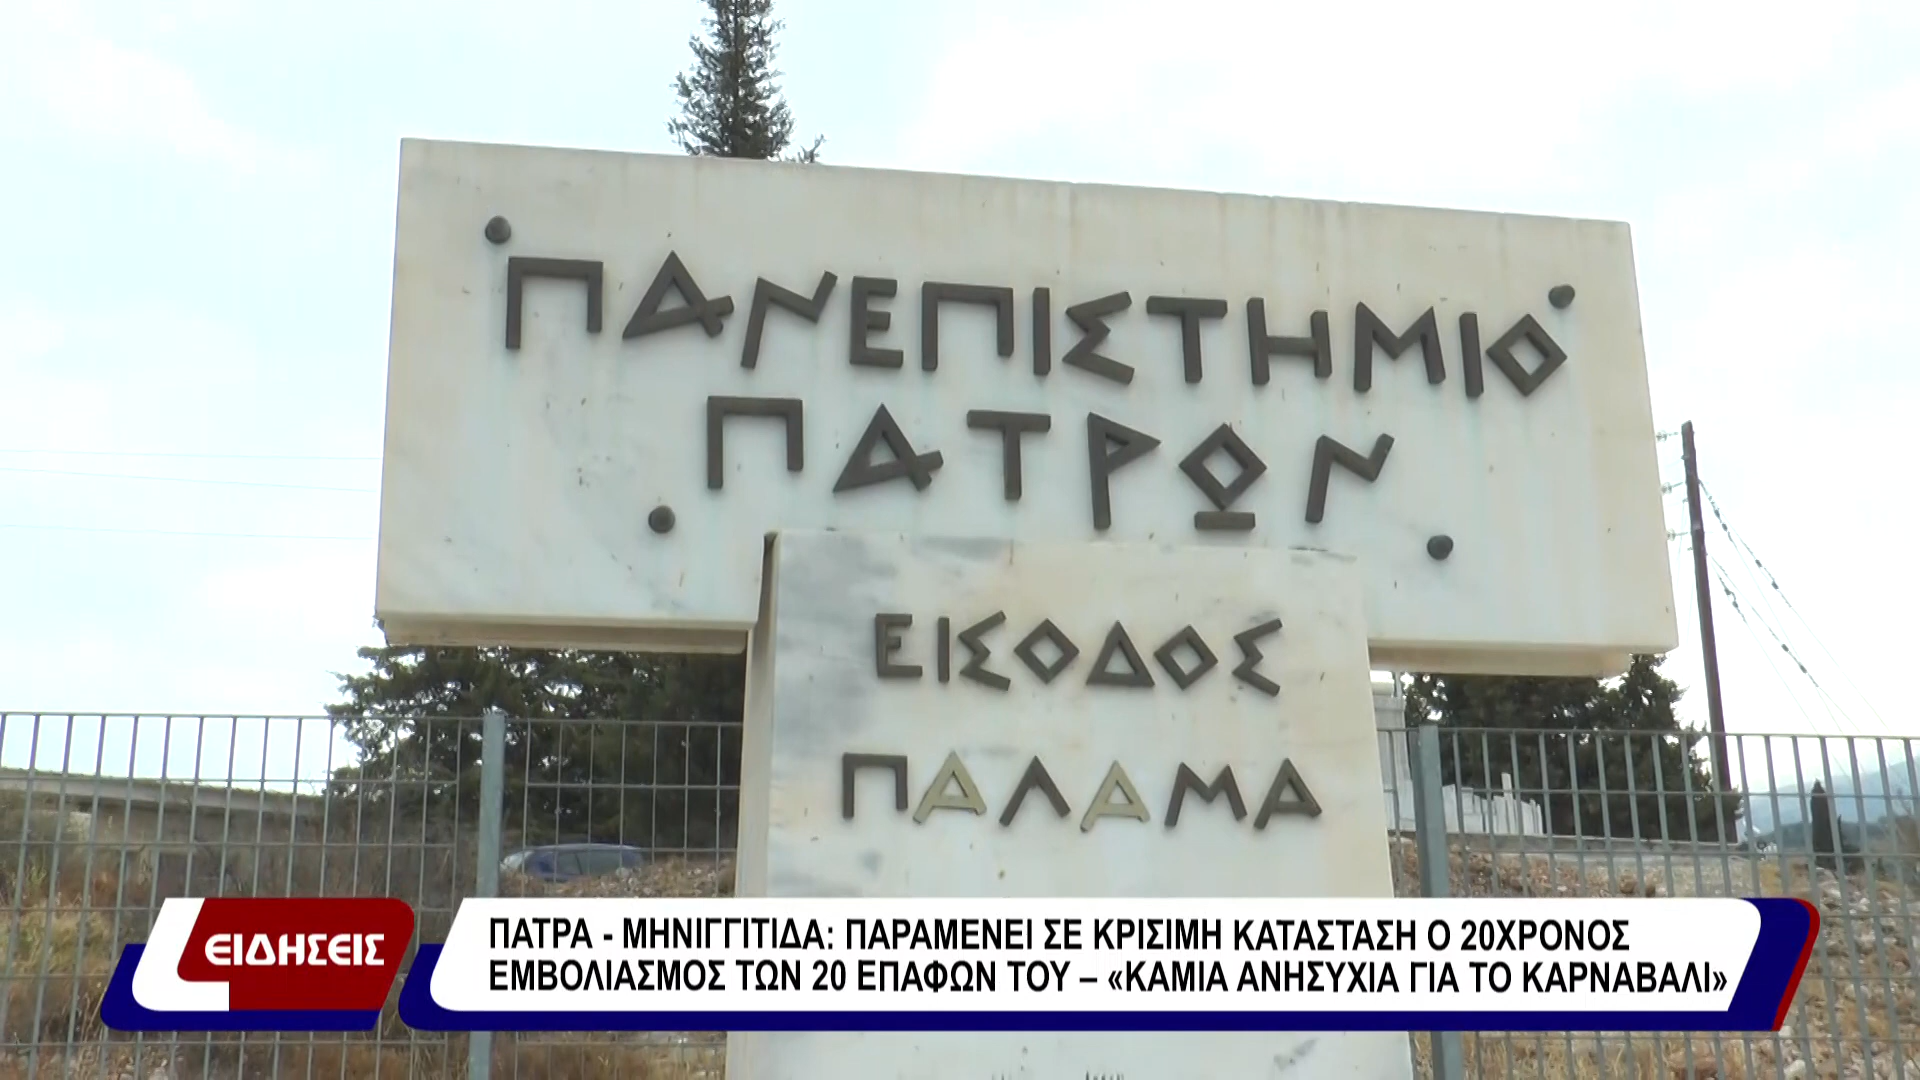 ΠΑΝΕΠΙΣΤΗΜΙΟ
ΠΑΤΡΩΝ
ΕΙΣΟΔΟΣ
ΠΑΛΑΜΑ
ΕΙΔΗΣΕΙΣ
ΠΑΤΡΑ - ΜΗΝΙΓΓΙΤΙΔΑ: ΠΑΡΑΜΕΝΕΙ ΣΕ ΚΡΙΣΙΜΗ ΚΑΤΑΣΤΑΣΗ Ο 20ΧΡΟΝΟΣ
ΕΜΒΟΛΙΑΣΜΟΣ ΤΩΝ 20 ΕΠΑΦΩΝ ΤΟΥ – «ΚΑΜΙΑ ΑΝΗΣΥΧΙΑ ΓΙΑ ΤΟ ΚΑΡΝΑΒΑΛΙ»